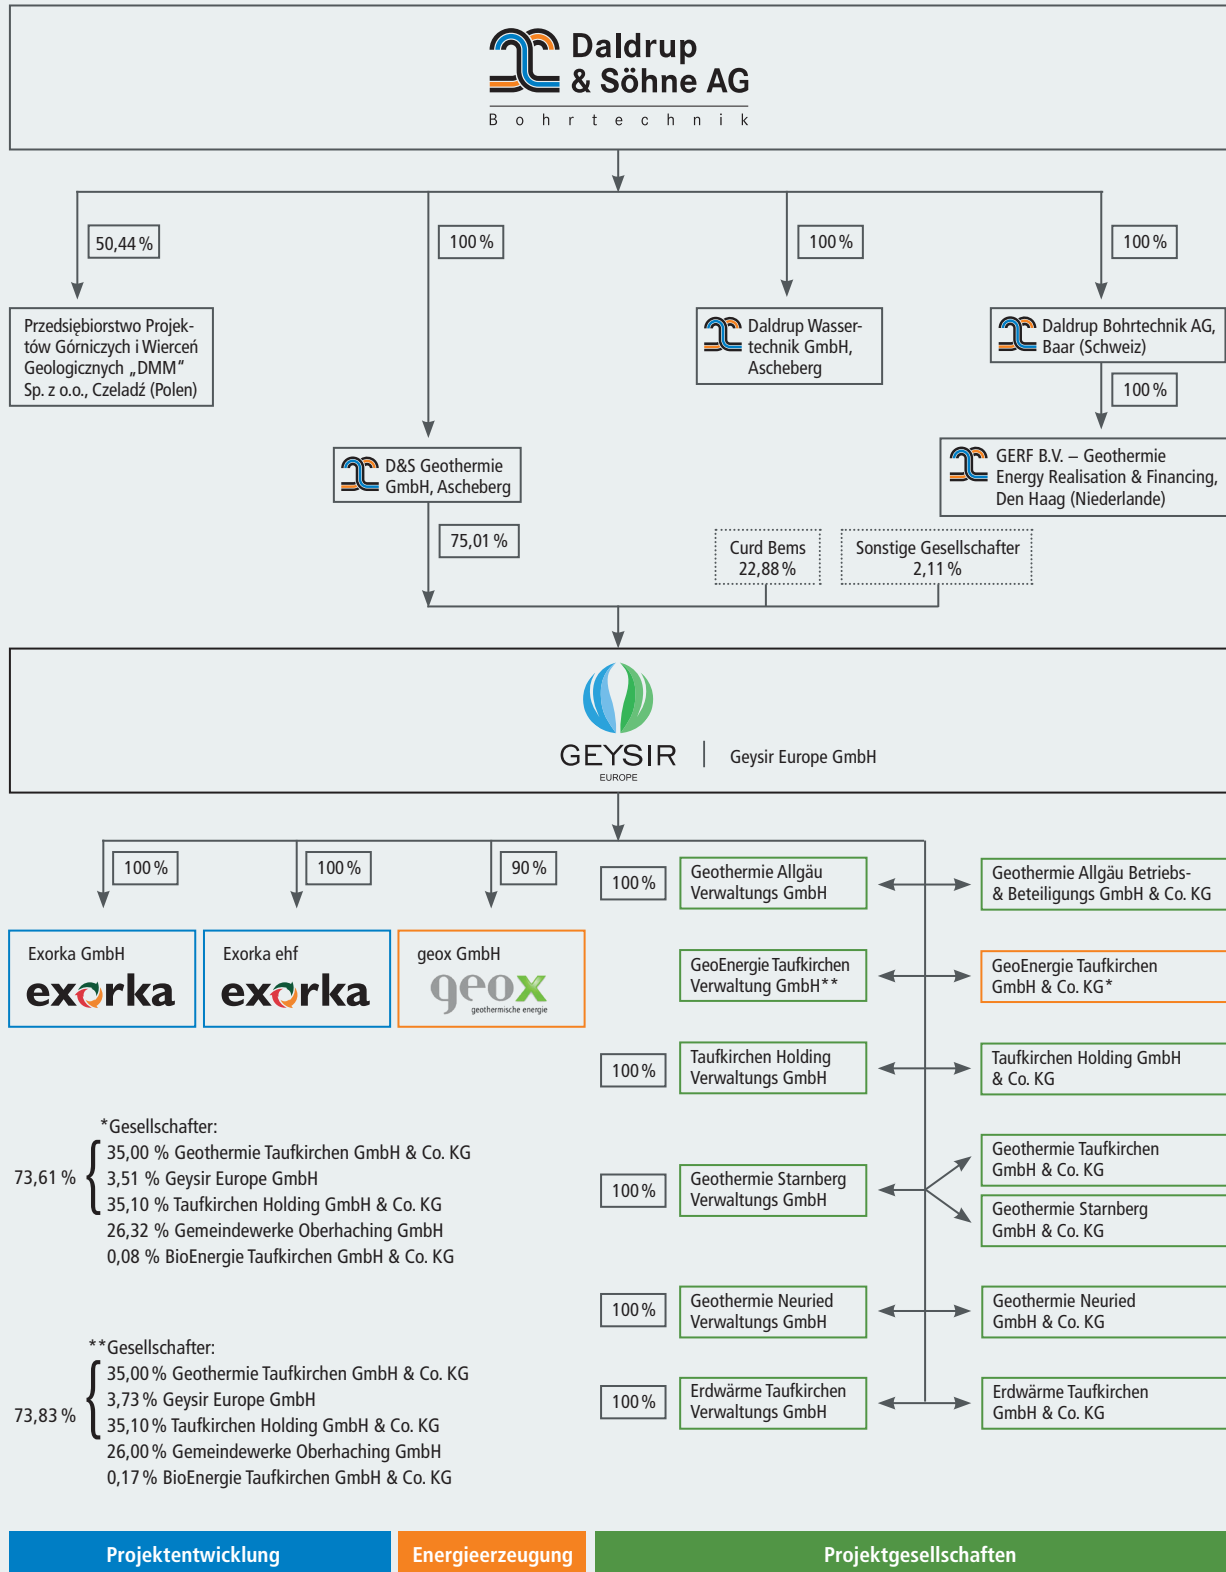 Daldrup
& Söhne AG
Bohrtechnik
50,44 %
100 %
100 %
100 %
Przedsiębiorstwo Projek-
tów Górniczych i Wierceń
Geologicznych „DMM“
Sp. z o.o., Czeladź (Polen)
Daldrup Wasser-
technik GmbH,
Ascheberg
Daldrup Bohrtechnik AG,
Baar (Schweiz)
100 %
D&S Geothermie
GmbH, Ascheberg
GERF B.V. – Geothermie
Energy Realisation & Financing,
Den Haag (Niederlande)
75,01 %
Curd Bems
22,88 %
Sonstige Gesellschafter
2,11 %
GEYSIR
EUROPE
Geysir Europe GmbH
100 %
100 %
90 %
Exorka GmbH
exorka
Exorka ehf
exorka
geox GmbH
geox
geothermische energie
100 %
Geothermie Allgäu
Verwaltungs GmbH
Geothermie Allgäu Betriebs-
& Beteiligungs GmbH & Co. KG
GeoEnergie Taufkirchen
Verwaltung GmbH**
GeoEnergie Taufkirchen
GmbH & Co. KG*
100 %
Taufkirchen Holding
Verwaltungs GmbH
Taufkirchen Holding GmbH
& Co. KG
100 %
Geothermie Starnberg
Verwaltungs GmbH
Geothermie Taufkirchen
GmbH & Co. KG
Geothermie Starnberg
GmbH & Co. KG
100 %
Geothermie Neuried
Verwaltungs GmbH
Geothermie Neuried
GmbH & Co. KG
100 %
Erdwärme Taufkirchen
Verwaltungs GmbH
Erdwärme Taufkirchen
GmbH & Co. KG
*Gesellschafter:
73,61 %
35,00 % Geothermie Taufkirchen GmbH & Co. KG
3,51 % Geysir Europe GmbH
35,10 % Taufkirchen Holding GmbH & Co. KG
26,32 % Gemeindewerke Oberhaching GmbH
0,08 % BioEnergie Taufkirchen GmbH & Co. KG
**Gesellschafter:
73,83 %
35,00 % Geothermie Taufkirchen GmbH & Co. KG
3,73 % Geysir Europe GmbH
35,10 % Taufkirchen Holding GmbH & Co. KG
26,00 % Gemeindewerke Oberhaching GmbH
0,17 % BioEnergie Taufkirchen GmbH & Co. KG
Projektentwicklung
Energieerzeugung
Projektgesellschaften